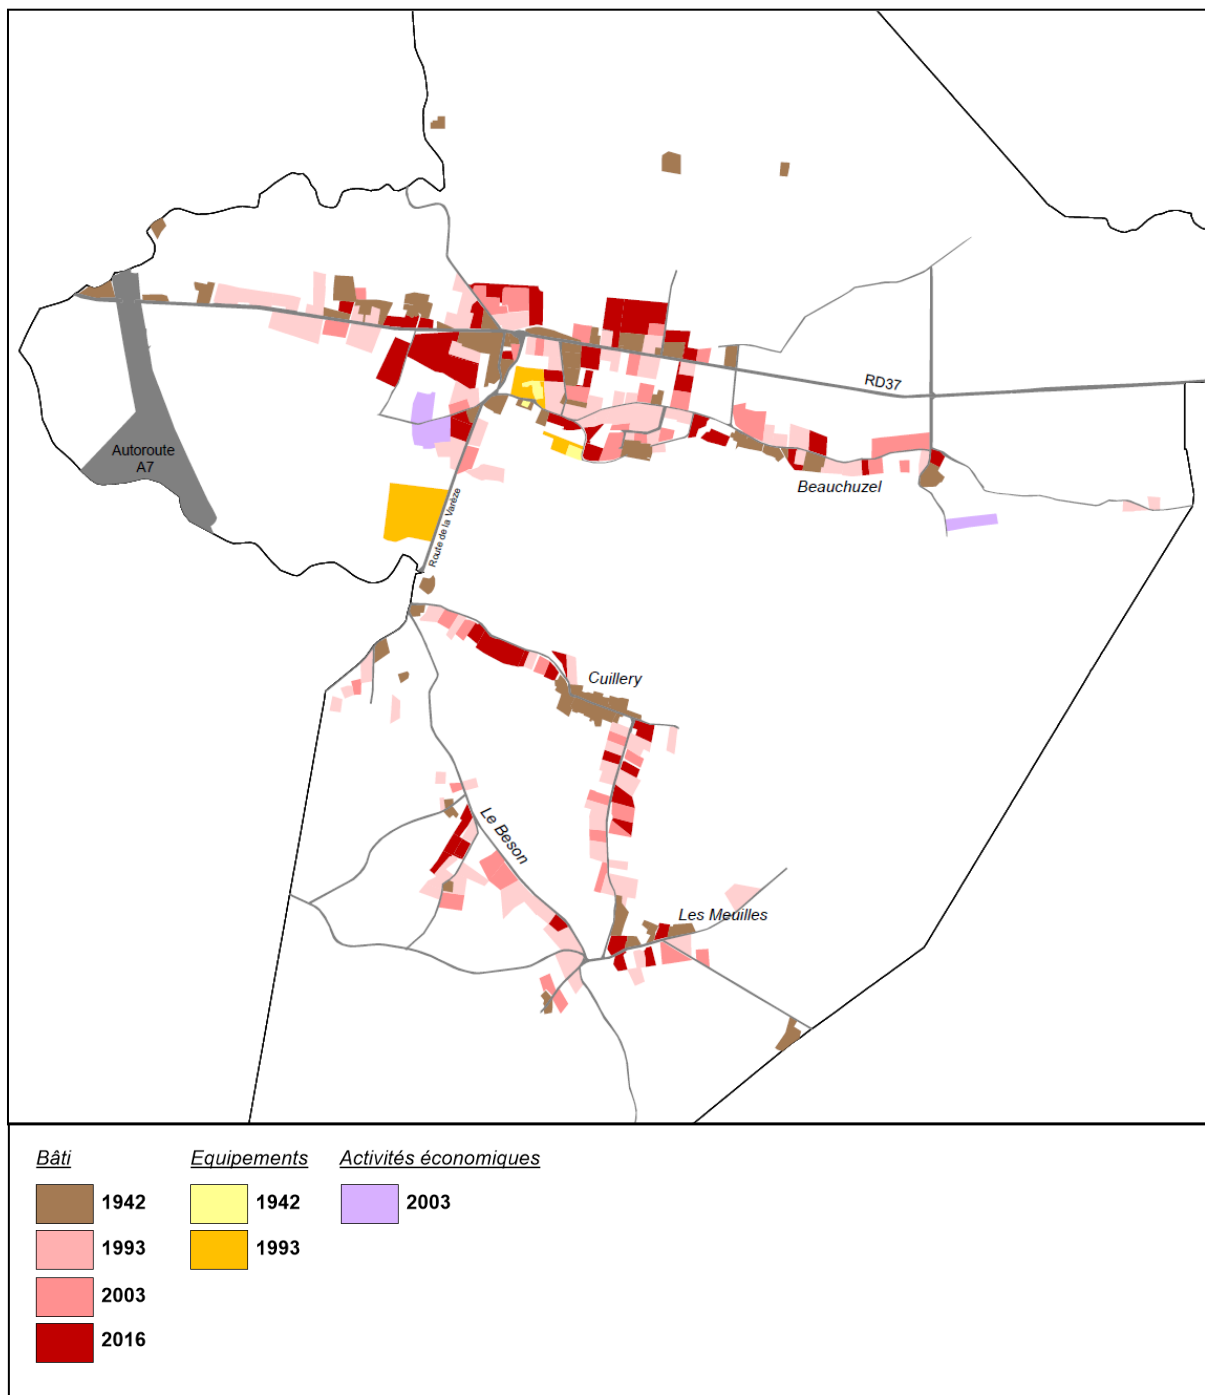 RD37
Autoroute
A7
Beauchuzel
Route de la Varèze
Cuillery
Le Beson
Les Meuilles
Bâti
Equipements
Activités économiques
1942
1942
2003
1993
1993
2003
2016